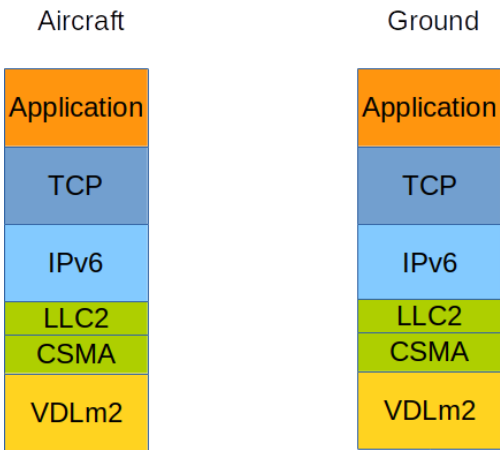 Aircraft
Ground
Application
Application
TCP
TCP
IPv6
IPv6
LLC2
LLC2
CSMA
CSMA
VDLm2
VDLm2